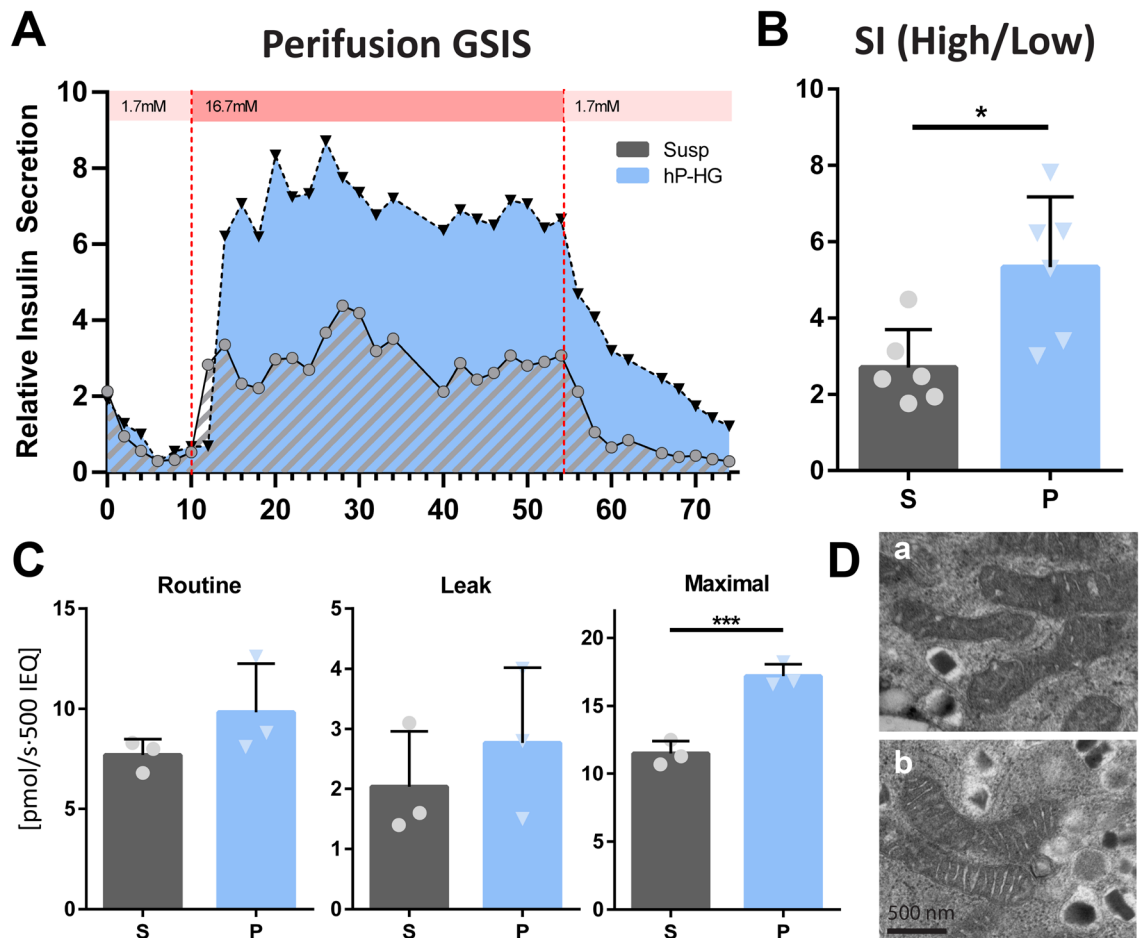 A
Perifusion GSIS
Relative Insulin Secretion
10
8
6
4
2
0
1.7mM
16.7mM
1.7mM
Susp
hP-HG
0 10 20 30 40 50 60 70
B
SI (High/Low)
10
8
6
4
2
0
*
S P
C
[pmol/s·500 IEQ]
Routine
15
10
5
0
S P
Leak
5
4
3
2
1
0
S P
Maximal
20
15
10
5
0
***
S P
D
a
b
500 nm